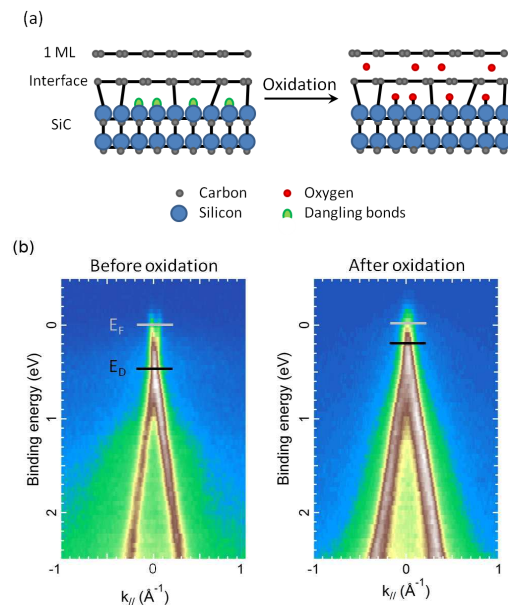 (a)
1 ML
Interface
SiC
Oxidation
Carbon
Oxygen
Silicon
Dangling bonds
(b)
Before oxidation
After oxidation
Binding energy (eV)
0
1
2
E_F
E_D
-1
0
1
k_// (Å⁻¹)
Binding energy (eV)
0
1
2
-1
0
1
k_// (Å⁻¹)